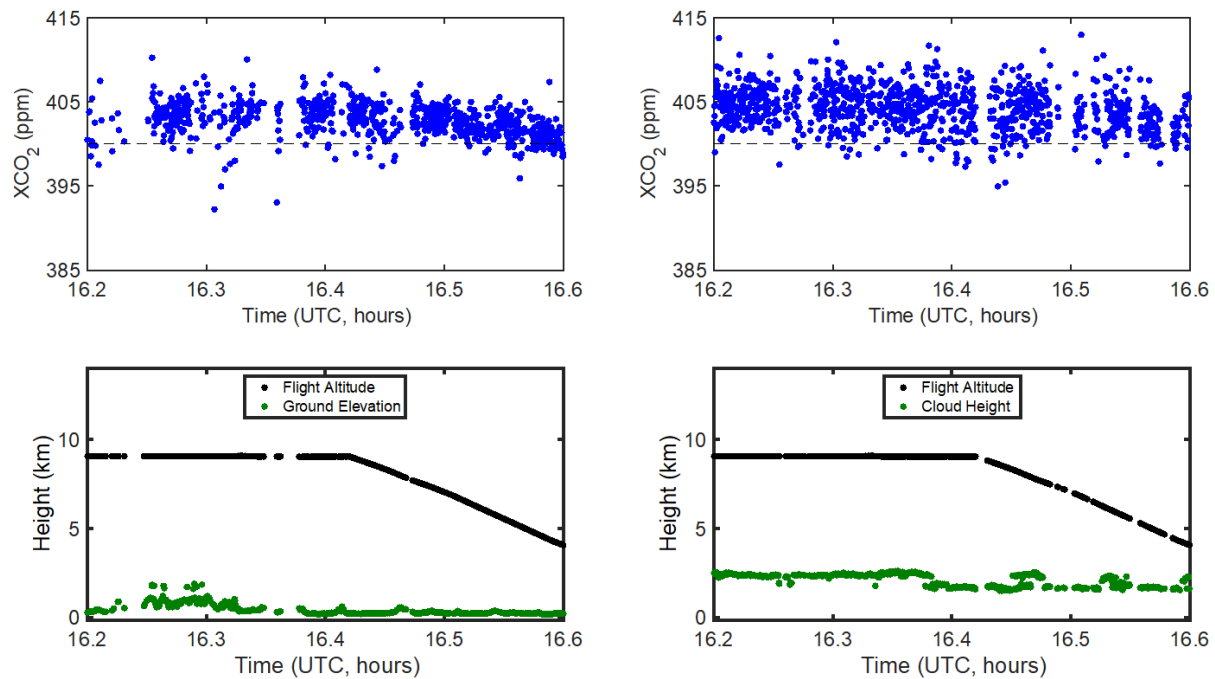 415
405
395
385
XCO2 (ppm)
16.2
16.3
16.4
16.5
16.6
Time (UTC, hours)
415
405
395
385
XCO2 (ppm)
16.2
16.3
16.4
16.5
16.6
Time (UTC, hours)
Flight Altitude
Ground Elevation
10
5
0
Height (km)
16.2
16.3
16.4
16.5
16.6
Time (UTC, hours)
Flight Altitude
Cloud Height
10
5
0
Height (km)
16.2
16.3
16.4
16.5
16.6
Time (UTC, hours)